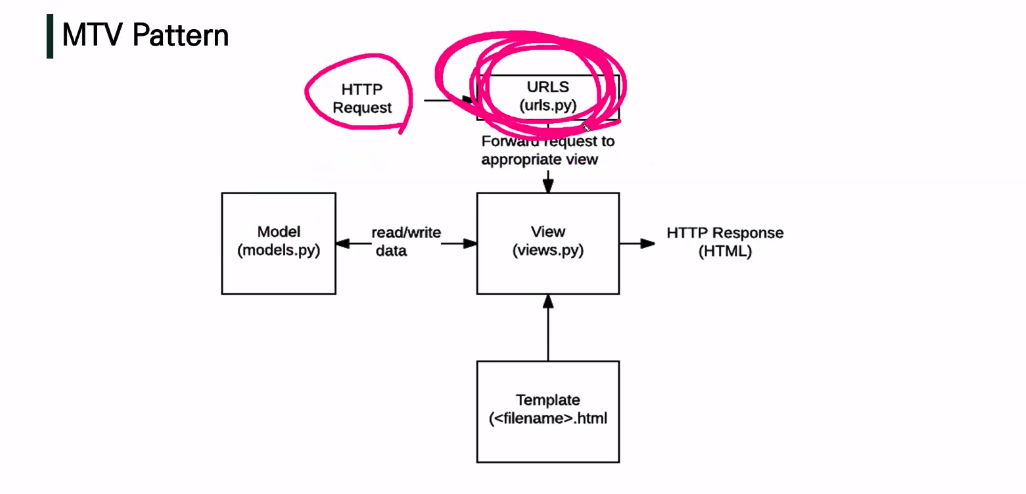 MTV Pattern
HTTP
Request
URLS
(urls.py)
Forward request to
appropriate view
Model
(models.py)
read/write
data
View
(views.py)
HTTP Response
(HTML)
Template
(<filename>.html